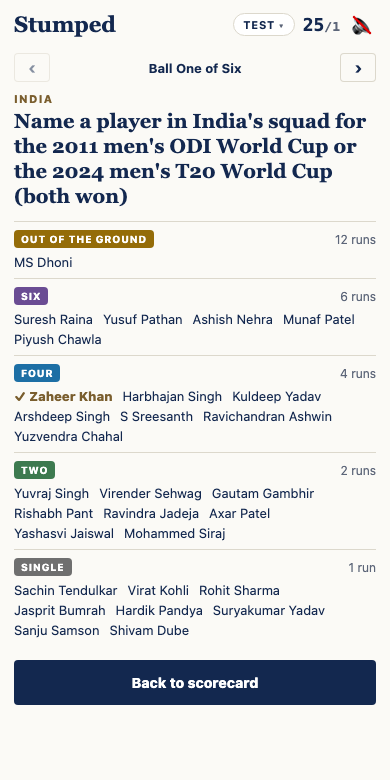 Stumped TEST ▾ 25/1
‹ Ball One of Six ›
INDIA
Name a player in India's squad for
the 2011 men's ODI World Cup or
the 2024 men's T20 World Cup
(both won)
OUT OF THE GROUND 12 runs
MS Dhoni
SIX 6 runs
Suresh Raina Yusuf Pathan Ashish Nehra Munaf Patel
Piyush Chawla
FOUR 4 runs
✓ Zaheer Khan Harbhajan Singh Kuldeep Yadav
Arshdeep Singh S Sreesanth Ravichandran Ashwin
Yuzvendra Chahal
TWO 2 runs
Yuvraj Singh Virender Sehwag Gautam Gambhir
Rishabh Pant Ravindra Jadeja Axar Patel
Yashasvi Jaiswal Mohammed Siraj
SINGLE 1 run
Sachin Tendulkar Virat Kohli Rohit Sharma
Jasprit Bumrah Hardik Pandya Suryakumar Yadav
Sanju Samson Shivam Dube
Back to scorecard